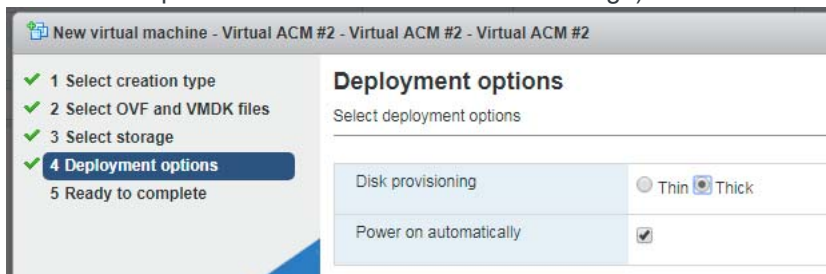 New virtual machine - Virtual ACM #2 - Virtual ACM #2 - Virtual ACM #2
1 Select creation type
2 Select OVF and VMDK files
3 Select storage
4 Deployment options
5 Ready to complete
Deployment options
Select deployment options
Disk provisioning
Thin Thick
Power on automatically